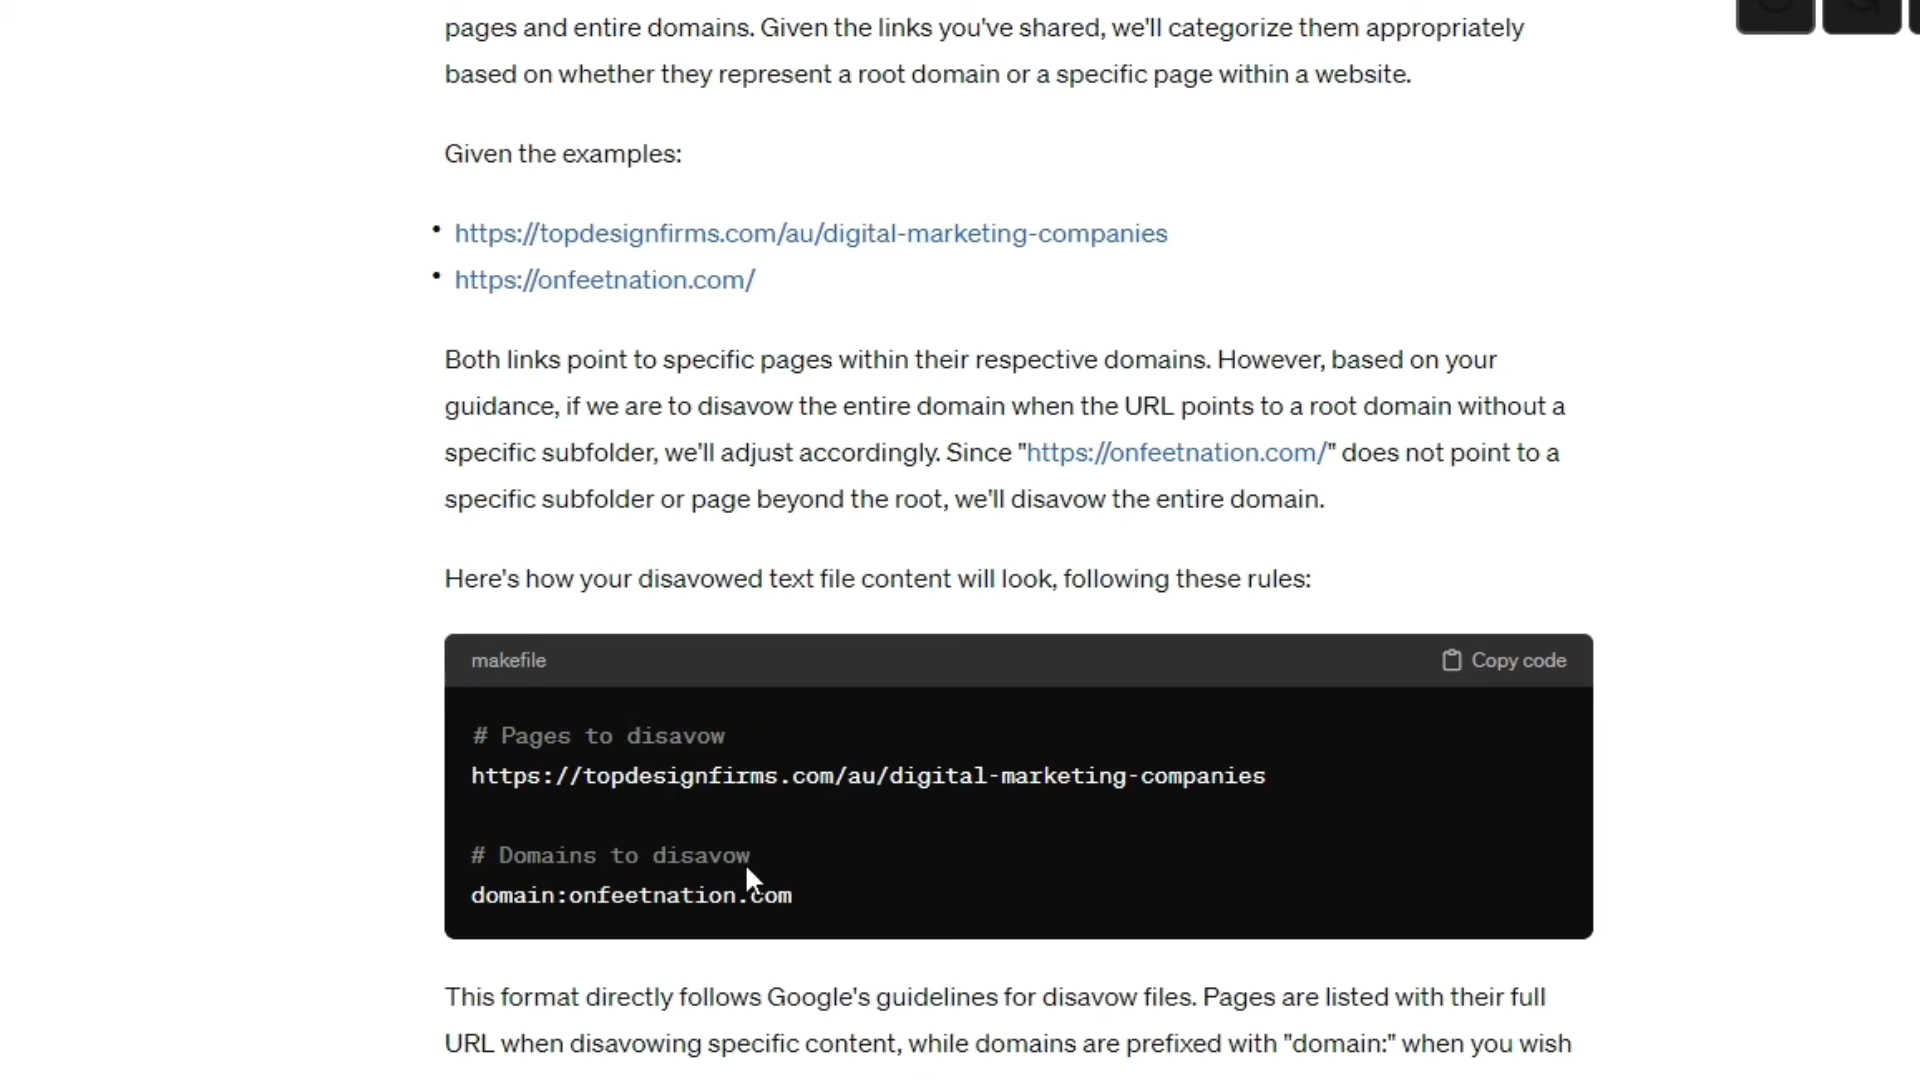 pages and entire domains. Given the links you've shared, we'll categorize them appropriately
based on whether they represent a root domain or a specific page within a website.
Given the examples:
• https://topdesignfirms.com/au/digital-marketing-companies
• https://onfeetnation.com/
Both links point to specific pages within their respective domains. However, based on your
guidance, if we are to disavow the entire domain when the URL points to a root domain without a
specific subfolder, we'll adjust accordingly. Since "https://onfeetnation.com/" does not point to a
specific subfolder or page beyond the root, we'll disavow the entire domain.
Here's how your disavowed text file content will look, following these rules:
makefile
Copy code
# Pages to disavow
https://topdesignfirms.com/au/digital-marketing-companies
# Domains to disavow
domain:onfeetnation.com
This format directly follows Google's guidelines for disavow files. Pages are listed with their full
URL when disavowing specific content, while domains are prefixed with "domain:" when you wish